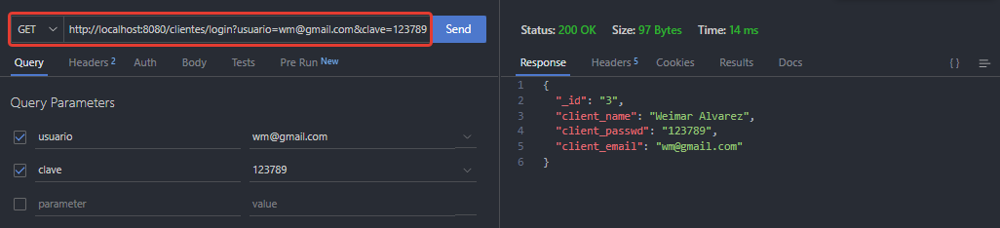 GET http://localhost:8080/clientes/login?usuario=wm@gmail.com&clave=123789 Send
Query Headers 2 Auth Body Tests Pre Run New
Query Parameters
usuario wm@gmail.com
clave 123789
parameter value
Status: 200 OK Size: 97 Bytes Time: 14 ms
Response Headers 5 Cookies Results Docs { }
1 {
2 "_id": "3",
3 "client_name": "Weimar Alvarez",
4 "client_passwd": "123789",
5 "client_email": "wm@gmail.com"
6 }